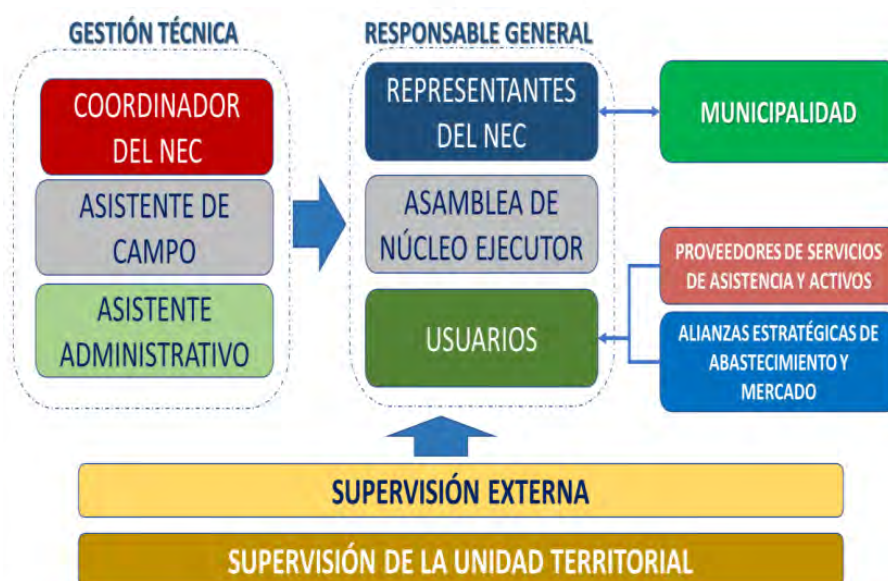 GESTIÓN TÉCNICA
COORDINADOR
DEL NEC
ASISTENTE DE
CAMPO
ASISTENTE
ADMINISTRATIVO
RESPONSABLE GENERAL
REPRESENTANTES
DEL NEC
ASAMBLEA DE
NÚCLEO EJECUTOR
USUARIOS
MUNICIPALIDAD
PROVEEDORES DE SERVICIOS
DE ASISTENCIA Y ACTIVOS
ALIANZAS ESTRATÉGICAS DE
ABASTECIMIENTO Y
MERCADO
SUPERVISIÓN EXTERNA
SUPERVISIÓN DE LA UNIDAD TERRITORIAL